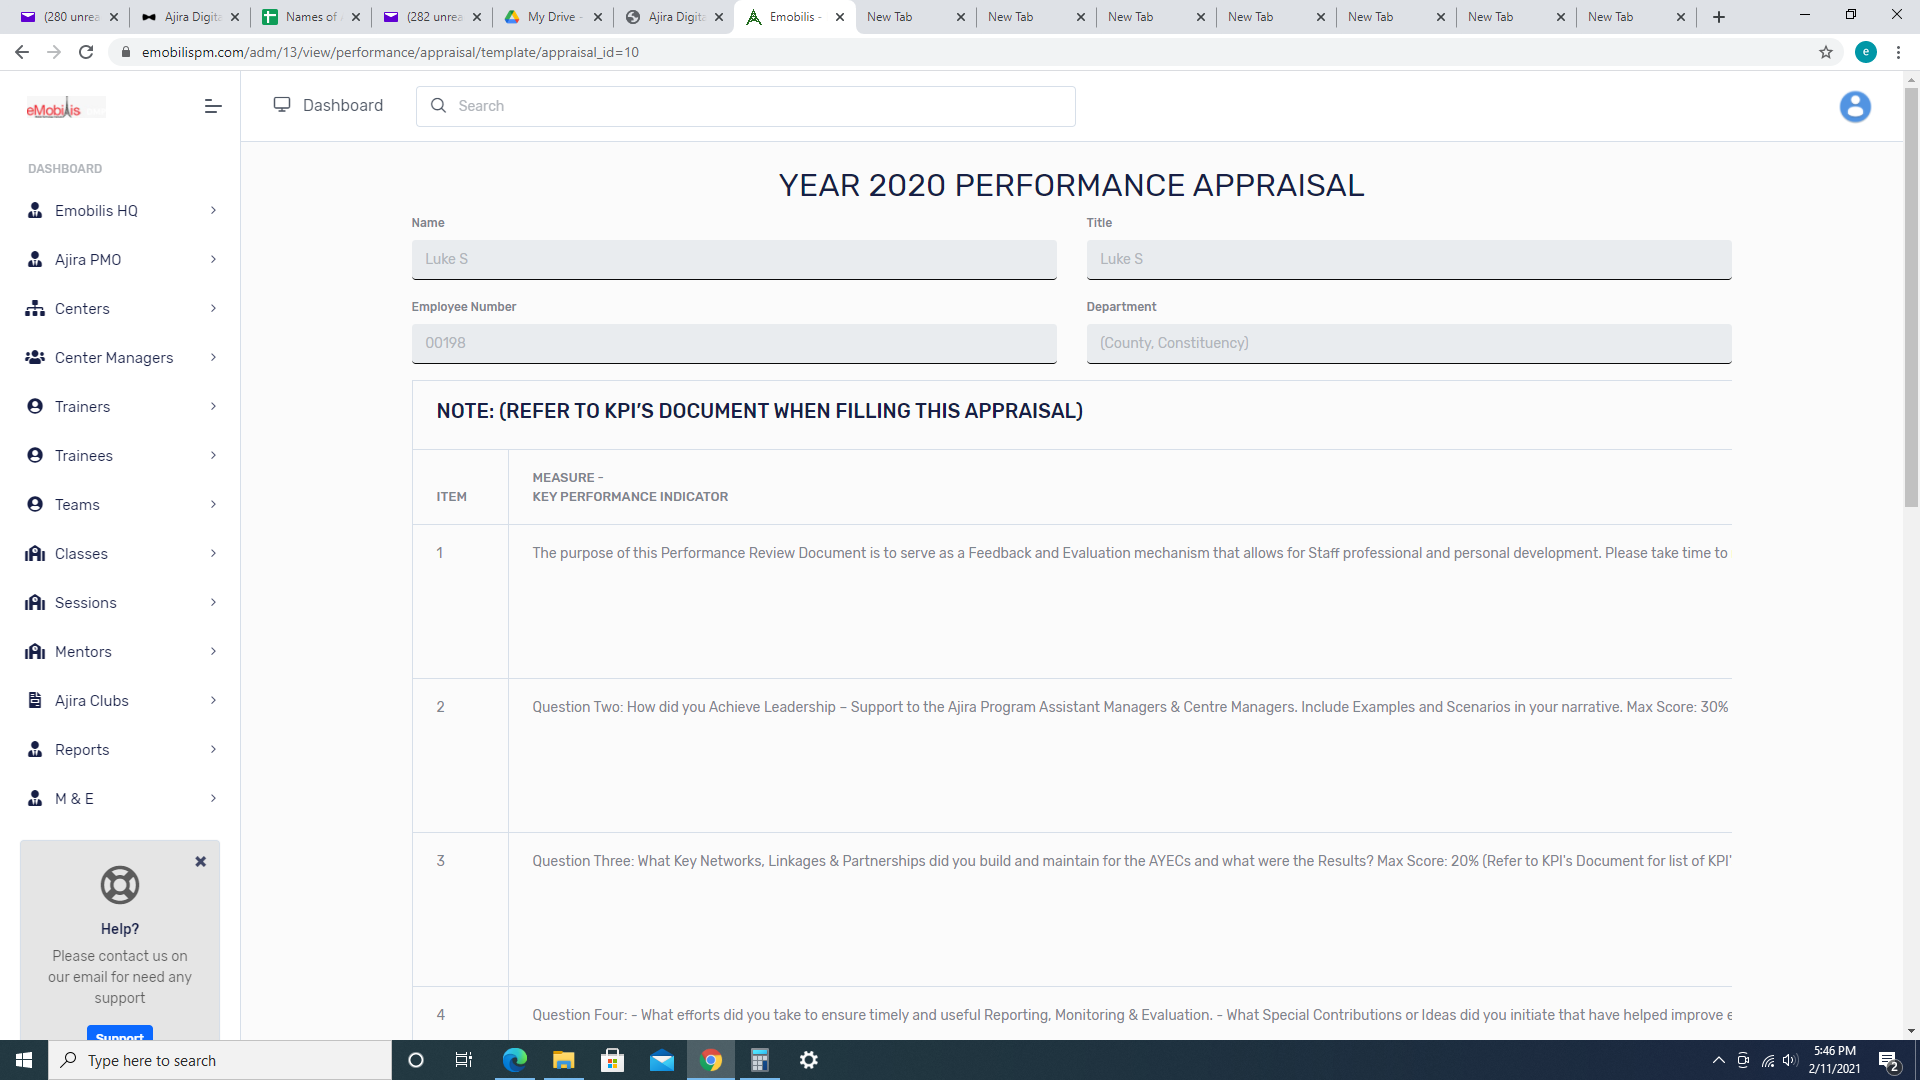 (280 unrea
Ajira Digita
Names of
(282 unrea
My Drive -
Ajira Digita
Emobilis -
New Tab
New Tab
New Tab
New Tab
New Tab
New Tab
New Tab
emobilispm.com/adm/13/view/performance/appraisal/template/appraisal_id=10
e
eMobilis
Dashboard
Search
DASHBOARD
Emobilis HQ
Ajira PMO
Centers
Center Managers
Trainers
Trainees
Teams
Classes
Sessions
Mentors
Ajira Clubs
Reports
M & E
Help?
Please contact us on
our email for need any
support
Support
YEAR 2020 PERFORMANCE APPRAISAL
Name
Title
Luke S
Luke S
Employee Number
Department
00198
(County, Constituency)
NOTE: (REFER TO KPI'S DOCUMENT WHEN FILLING THIS APPRAISAL)
ITEM
MEASURE -
KEY PERFORMANCE INDICATOR
1
The purpose of this Performance Review Document is to serve as a Feedback and Evaluation mechanism that allows for Staff professional and personal development. Please take time to
2
Question Two: How did you Achieve Leadership – Support to the Ajira Program Assistant Managers & Centre Managers. Include Examples and Scenarios in your narrative. Max Score: 30%
3
Question Three: What Key Networks, Linkages & Partnerships did you build and maintain for the AYECs and what were the Results? Max Score: 20% (Refer to KPI's Document for list of KPI'
4
Question Four: - What efforts did you take to ensure timely and useful Reporting, Monitoring & Evaluation. - What Special Contributions or Ideas did you initiate that have helped improve
Type here to search
5:46 PM
2/11/2021
2